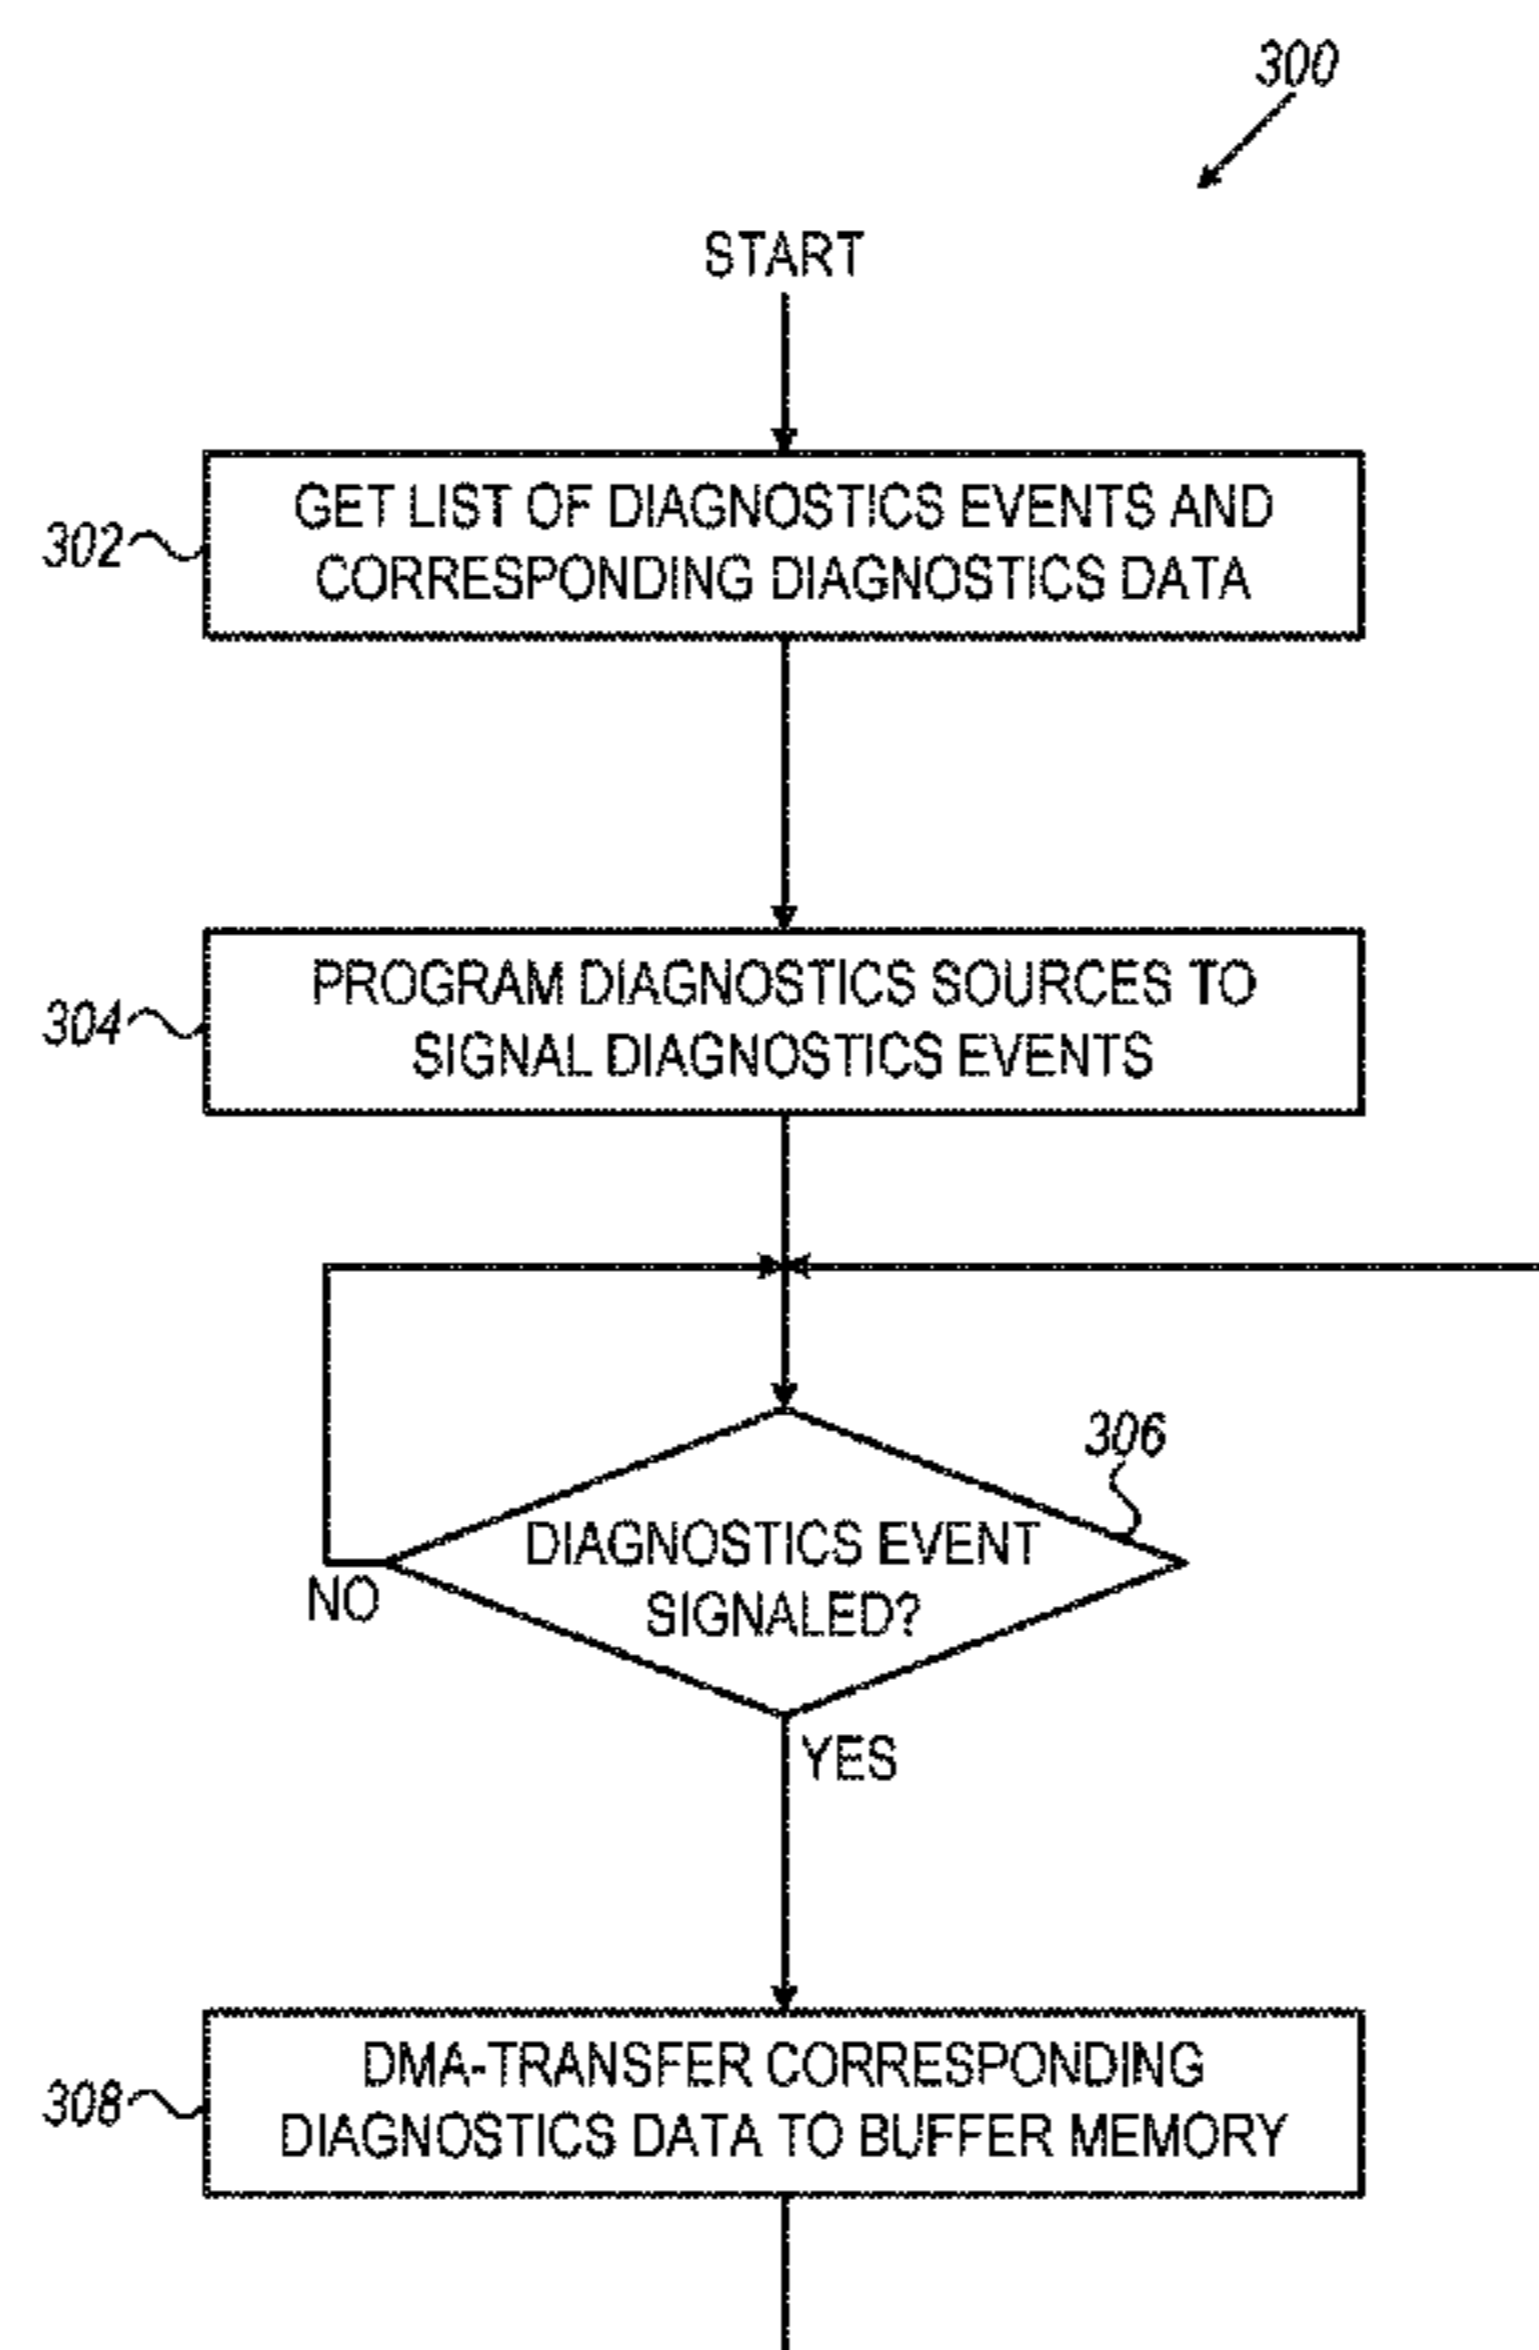 300
START
302
GET LIST OF DIAGNOSTICS EVENTS AND
CORRESPONDING DIAGNOSTICS DATA
304
PROGRAM DIAGNOSTICS SOURCES TO
SIGNAL DIAGNOSTICS EVENTS
306
DIAGNOSTICS EVENT
SIGNALED?
NO
YES
308
DMA-TRANSFER CORRESPONDING
DIAGNOSTICS DATA TO BUFFER MEMORY